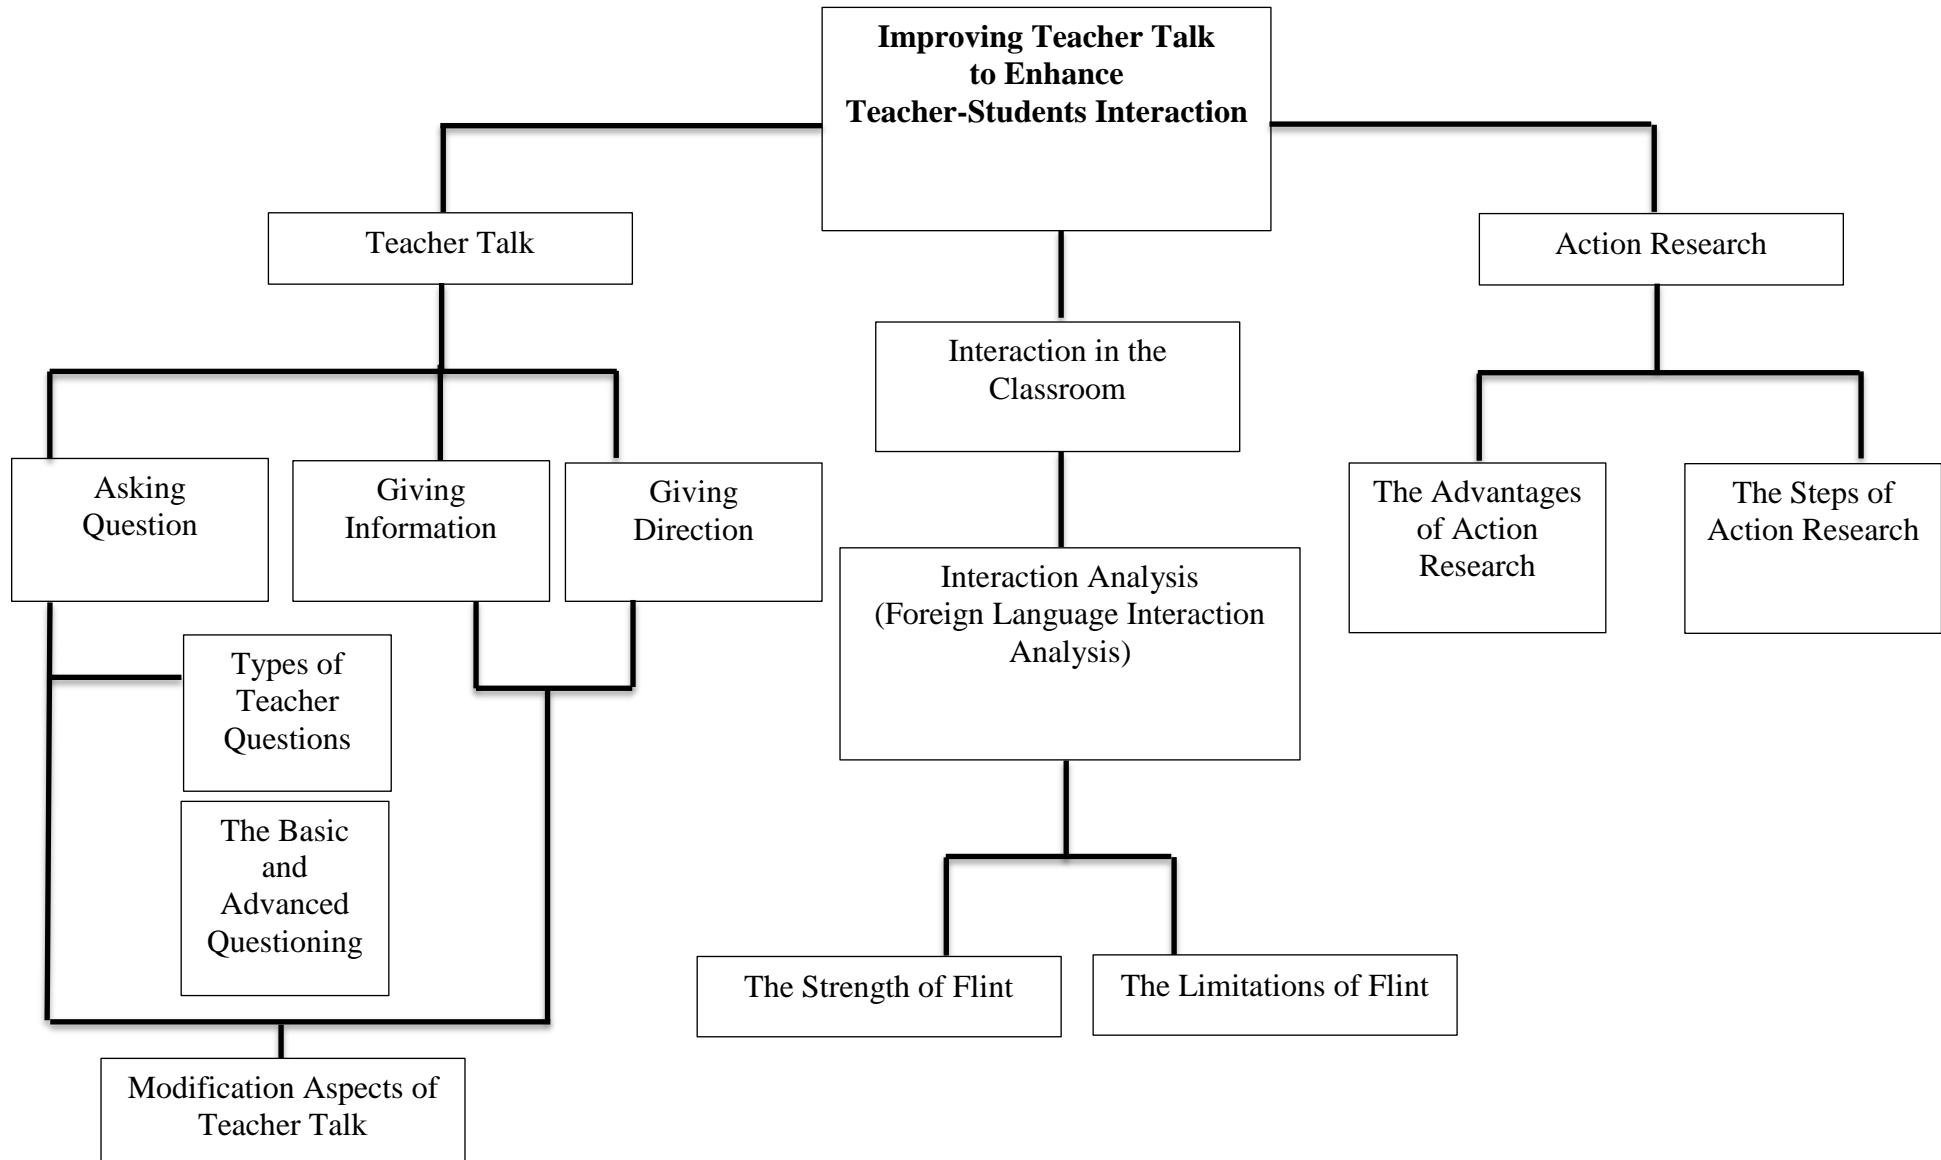 Improving Teacher Talk
to Enhance
Teacher-Students Interaction
Teacher Talk
Action Research
Interaction in the
Classroom
Asking
Question
Giving
Information
Giving
Direction
The Advantages
of Action
Research
The Steps of
Action Research
Interaction Analysis
(Foreign Language Interaction
Analysis)
Types of
Teacher
Questions
The Basic
and
Advanced
Questioning
The Strength of Flint
The Limitations of Flint
Modification Aspects of
Teacher Talk